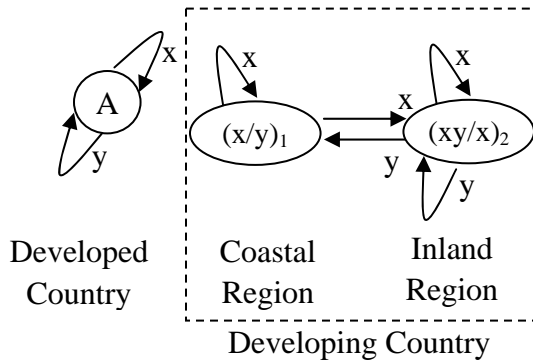 x
A
y
x
(x/y)₁
x
y
x
(xy/x)₂
y
Developed
Country
Coastal
Region
Inland
Region
Developing Country